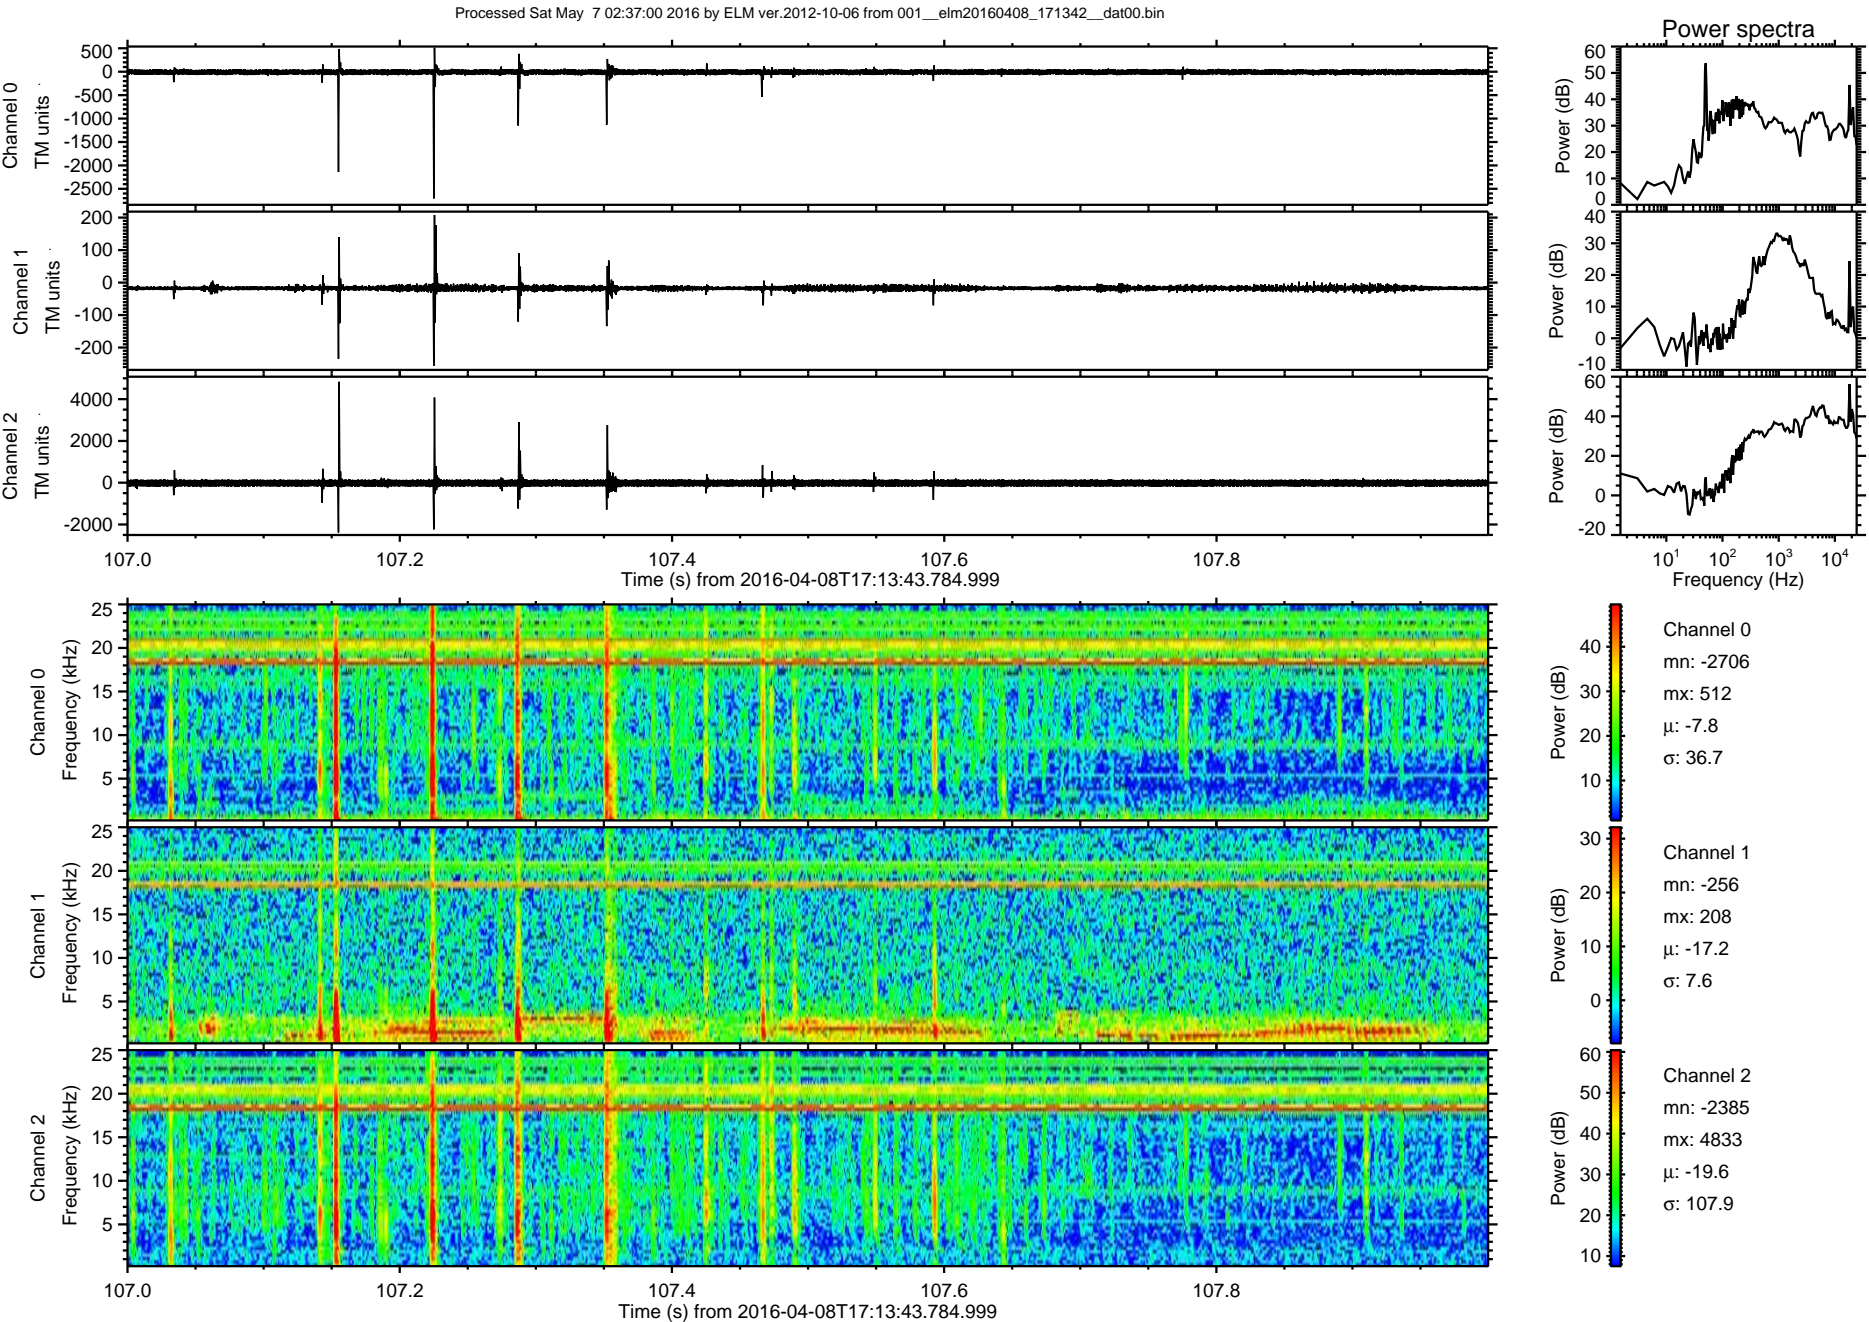 Processed Sat May  7 02:37:00 2016 by ELM ver.2012-10-06 from 001__elm20160408_171342__dat00.bin
Power spectra
Channel 0
TM units
500
0
-500
-1000
-1500
-2000
-2500
Power (dB)
60
50
40
30
20
10
0
Channel 1
TM units
200
100
0
-100
-200
Power (dB)
40
30
20
10
0
-10
Channel 2
TM units
4000
2000
0
-2000
Power (dB)
60
40
20
0
-20
107.0 107.2 107.4 107.6 107.8
Time (s) from 2016-04-08T17:13:43.784.999
10¹ 10² 10³ 10⁴
Frequency (Hz)
Channel 0
Frequency (kHz)
25
20
15
10
5
Power (dB)
40
30
20
10
Channel 0
mn: -2706
mx: 512
μ: -7.8
σ: 36.7
Channel 1
Frequency (kHz)
25
20
15
10
5
Power (dB)
30
20
10
0
Channel 1
mn: -256
mx: 208
μ: -17.2
σ: 7.6
Channel 2
Frequency (kHz)
25
20
15
10
5
Power (dB)
60
50
40
30
20
10
Channel 2
mn: -2385
mx: 4833
μ: -19.6
σ: 107.9
107.0 107.2 107.4 107.6 107.8
Time (s) from 2016-04-08T17:13:43.784.999